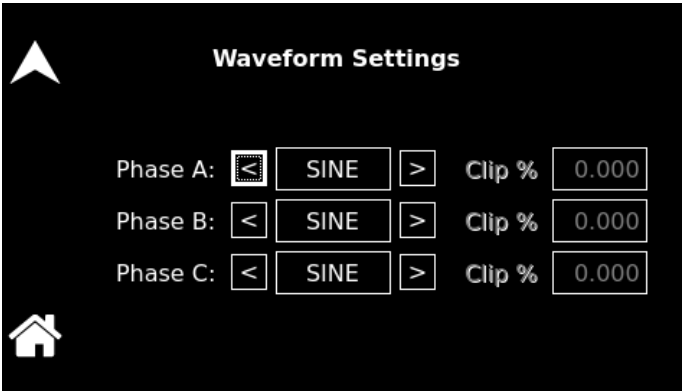 Waveform Settings
Phase A: < SINE > Clip % 0.000
Phase B: < SINE > Clip % 0.000
Phase C: < SINE > Clip % 0.000